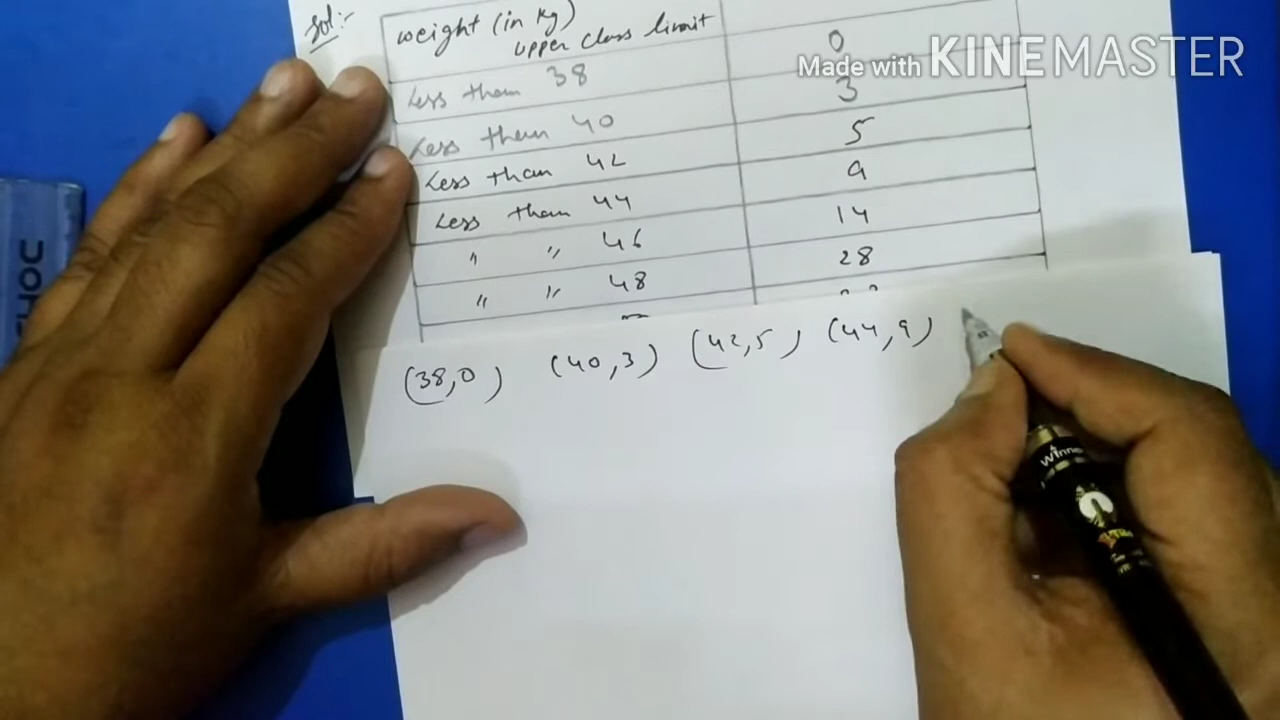 Sol:-
weight (in Kg)
upper class limit
0
Made with KINEMASTER
Less than 38
3
Less than 40
5
Less than 42
9
Less than 44
14
" " 46
28
" " 48
(38,0) (40,3) (42,5) (44,9)
winner